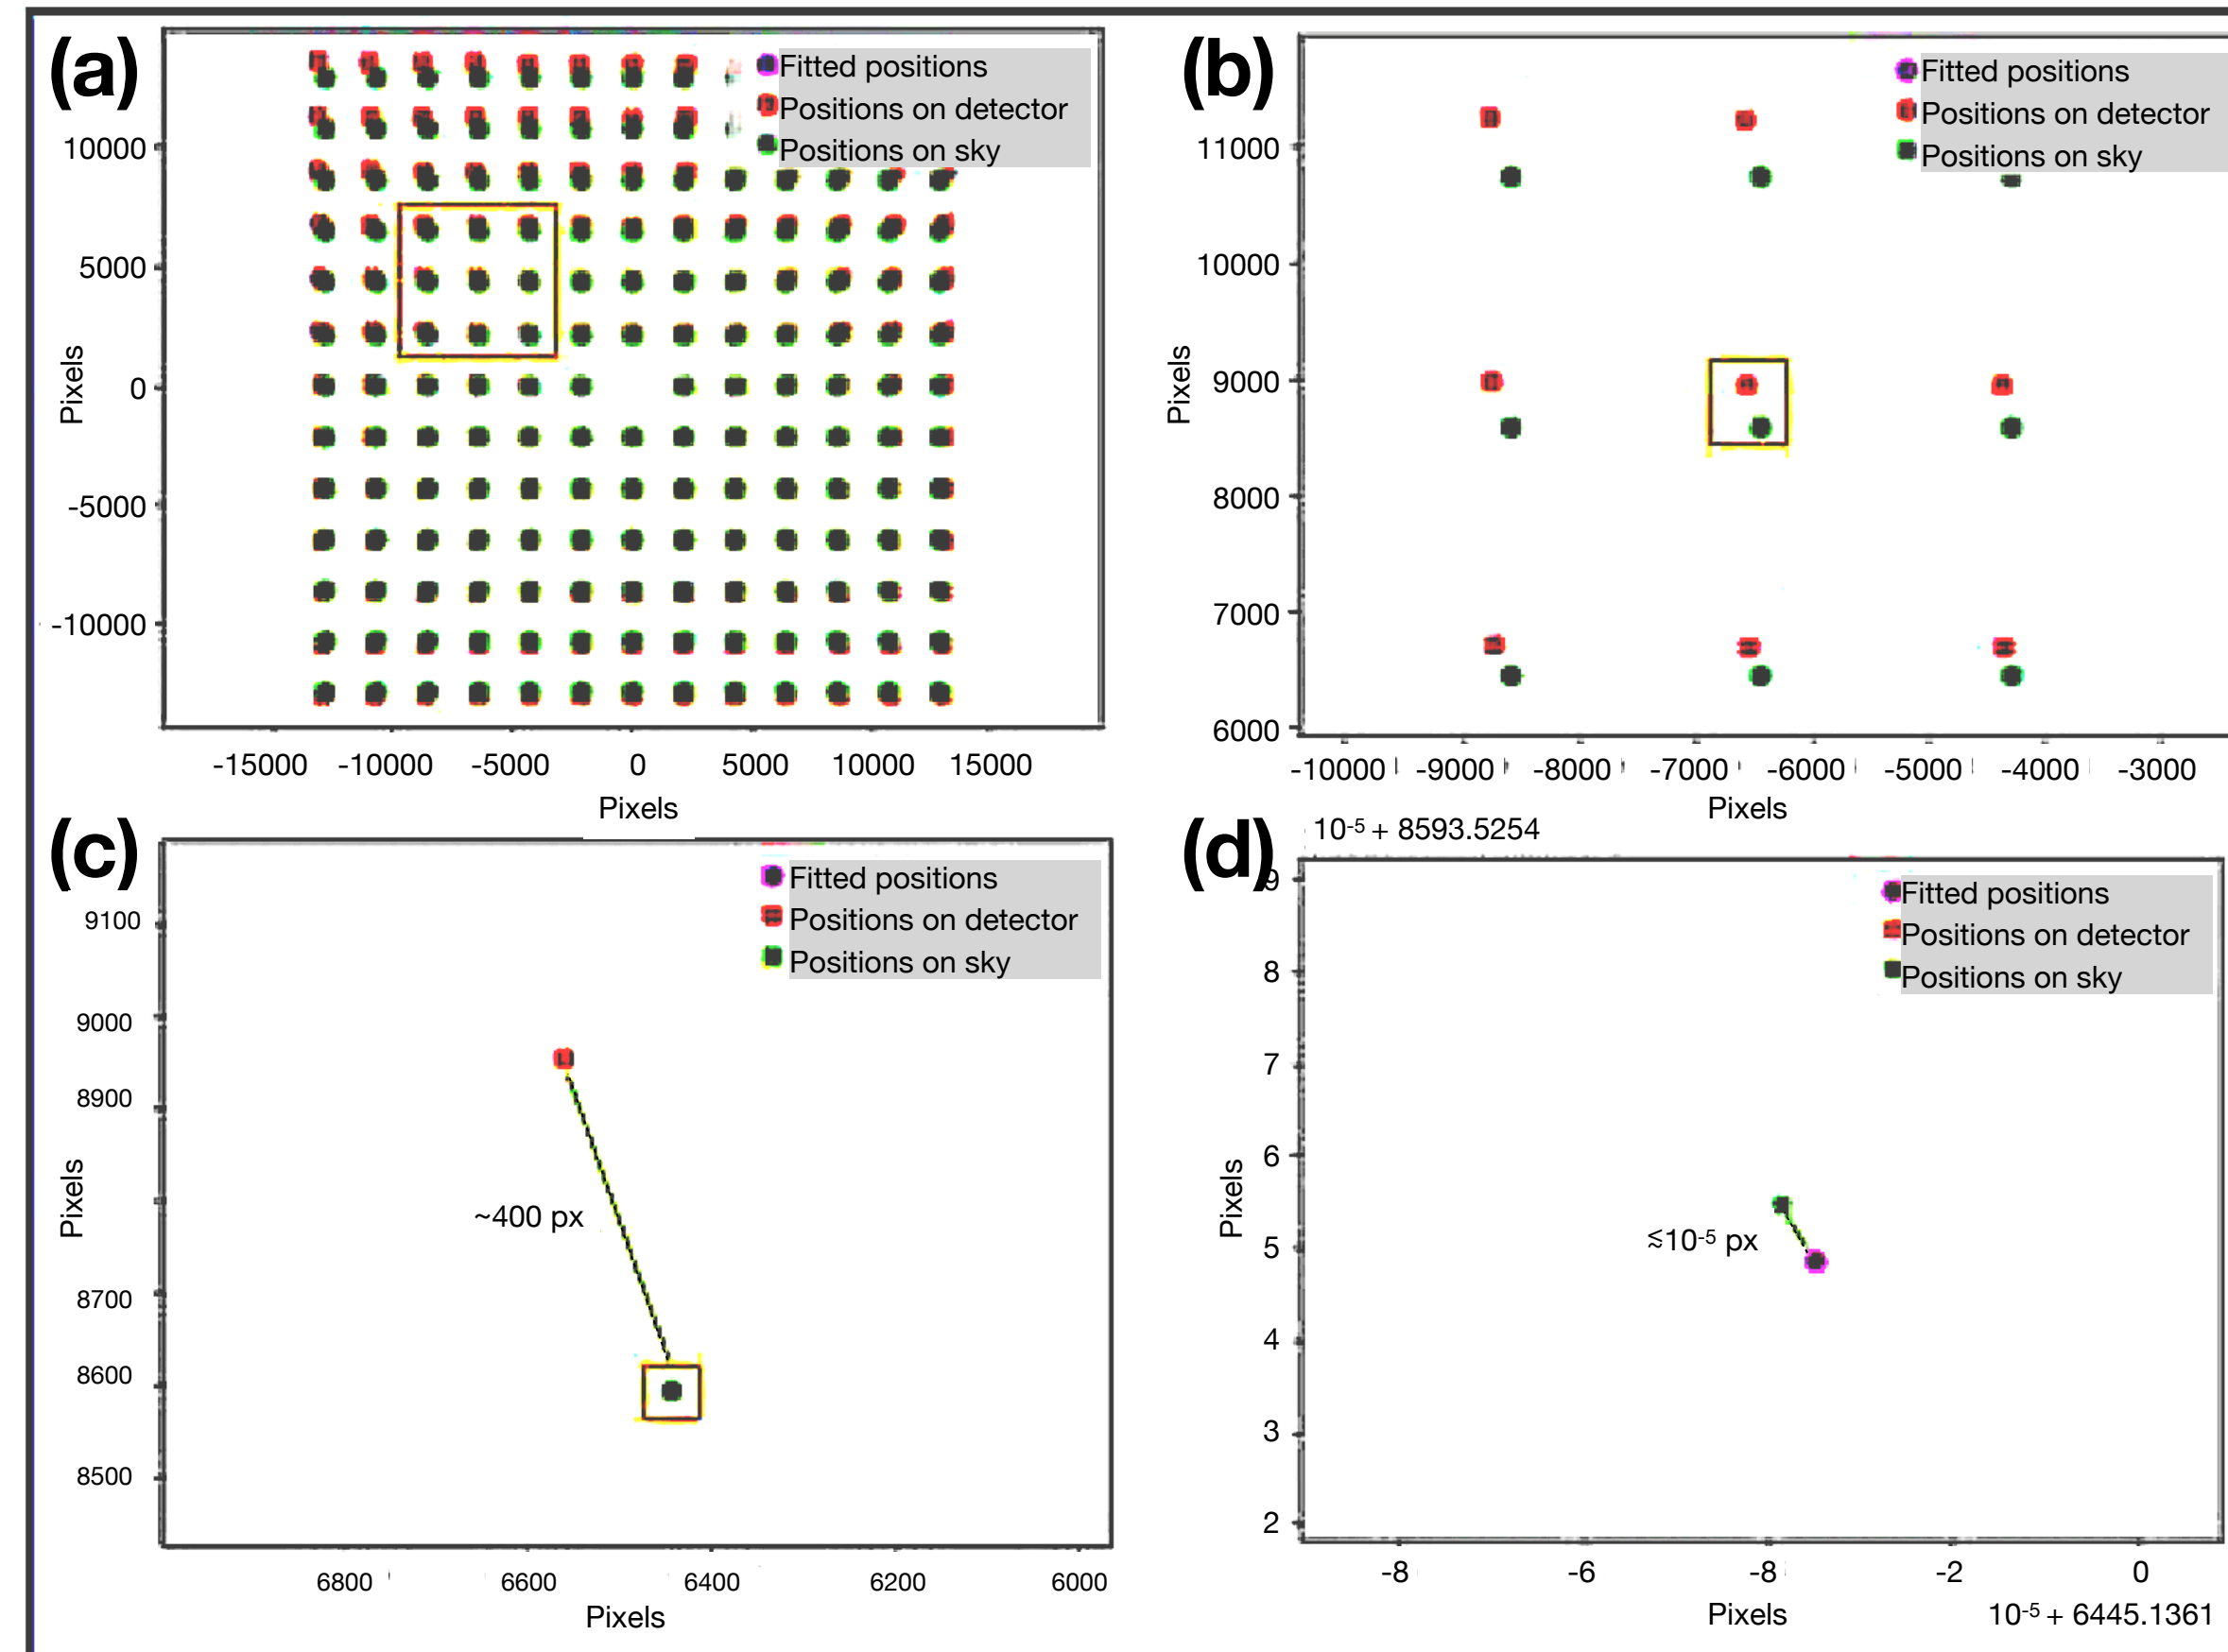 (a)
Fitted positions
Positions on detector
Positions on sky
10000
5000
0
-5000
-10000
Pixels
-15000 -10000 -5000 0 5000 10000 15000
Pixels
(b)
Fitted positions
Positions on detector
Positions on sky
11000
10000
9000
8000
7000
6000
Pixels
-10000 -9000 -8000 -7000 -6000 -5000 -4000 -3000
Pixels
(c)
Fitted positions
Positions on detector
Positions on sky
9100
9000
8900
8700
8600
8500
Pixels
~400 px
6800 6600 6400 6200 6000
Pixels
(d)
10⁻⁵ + 8593.5254
Fitted positions
Positions on detector
Positions on sky
9
8
7
6
5
4
3
2
Pixels
≲10⁻⁵ px
-8 -6 -8 -2 0
Pixels
10⁻⁵ + 6445.1361